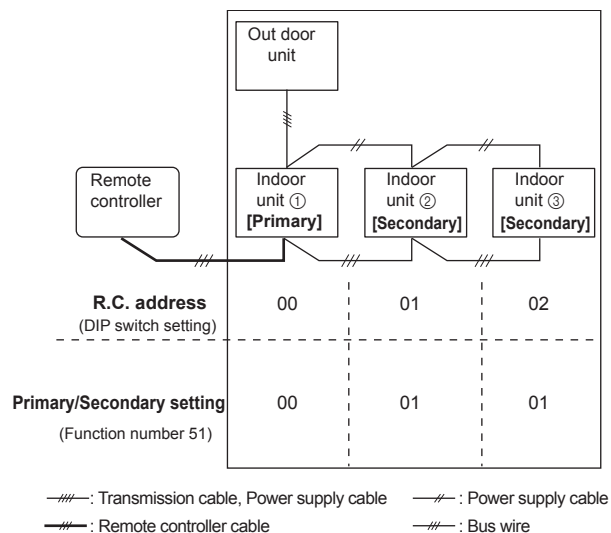 Out door
unit
Remote
controller
Indoor
unit ①
[Primary]
Indoor
unit ②
[Secondary]
Indoor
unit ③
[Secondary]
R.C. address
(DIP switch setting)
00 01 02
Primary/Secondary setting
(Function number 51)
00 01 01
: Transmission cable, Power supply cable : Power supply cable
: Remote controller cable : Bus wire